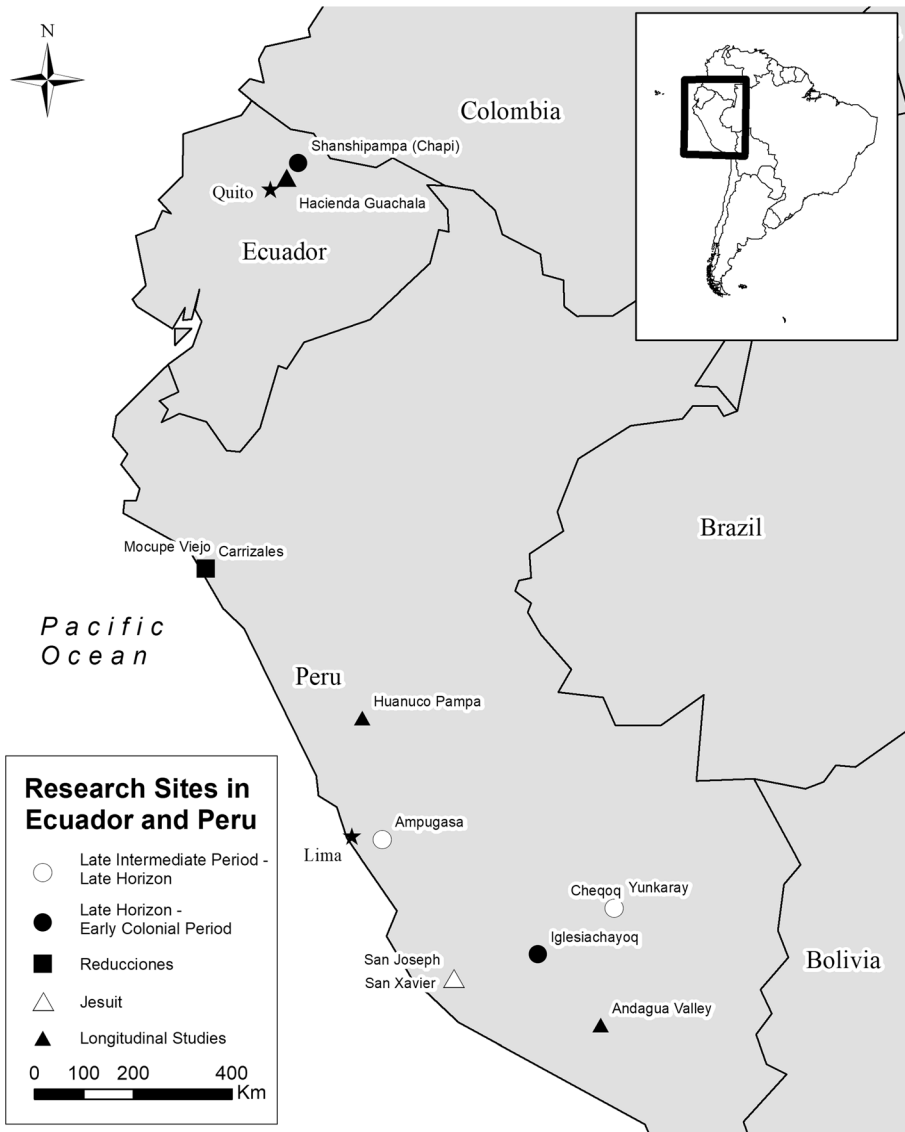 N
Colombia
Shanshipampa (Chapi)
Quito
Hacienda Guachala
Ecuador
Brazil
Mocupe Viejo
Carrizales
Pacific
Ocean
Peru
Huanuco Pampa
Ampugasa
Lima
Cheqoq
Yunkaray
Iglesiachayoq
San Joseph
San Xavier
Bolivia
Andagua Valley
Research Sites in
Ecuador and Peru
Late Intermediate Period -
Late Horizon
Late Horizon -
Early Colonial Period
Reducciones
Jesuit
Longitudinal Studies
0 100 200 400
Km